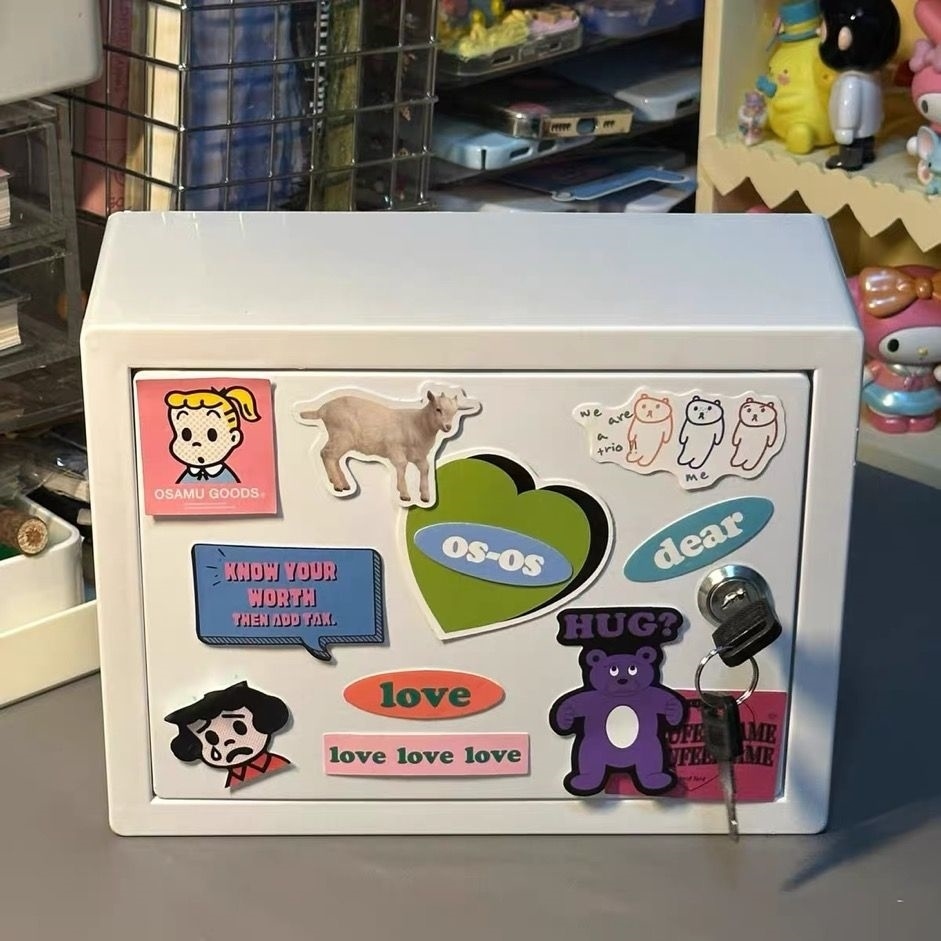 OSAMU GOODS®
we are
a
trio!!
me
os-os
dear
KNOW YOUR
WORTH
THEN ADD TAX.
HUG?
love
love love love